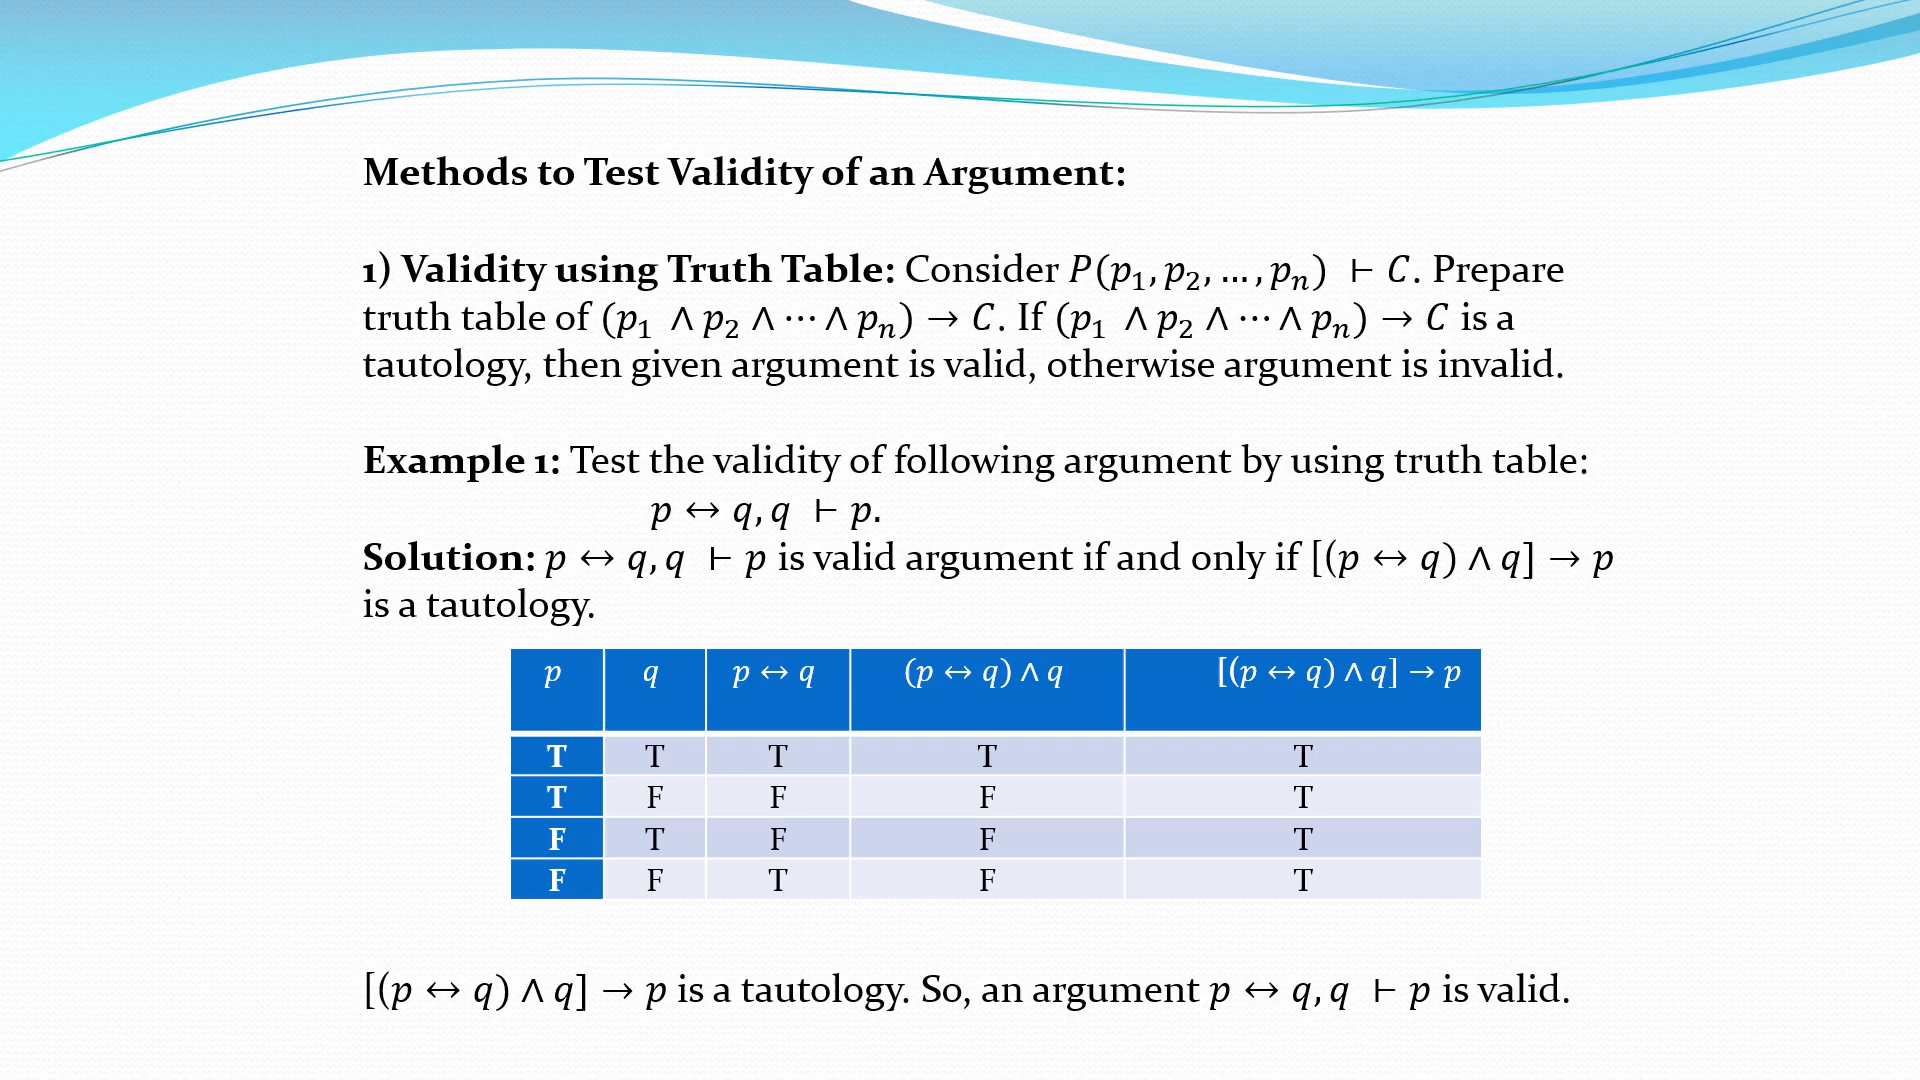 Methods to Test Validity of an Argument:
1) Validity using Truth Table: Consider P(p₁, p₂, … , pₙ) ⊢ C. Prepare
truth table of (p₁ ∧ p₂ ∧ ⋯ ∧ pₙ) → C. If (p₁ ∧ p₂ ∧ ⋯ ∧ pₙ) → C is a
tautology, then given argument is valid, otherwise argument is invalid.
Example 1: Test the validity of following argument by using truth table:
p ↔ q, q ⊢ p.
Solution: p ↔ q, q ⊢ p is valid argument if and only if [(p ↔ q) ∧ q] → p
is a tautology.
p q p ↔ q (p ↔ q) ∧ q [(p ↔ q) ∧ q] → p
T T T T T
T F F F T
F T F F T
F F T F T
[(p ↔ q) ∧ q] → p is a tautology. So, an argument p ↔ q, q ⊢ p is valid.